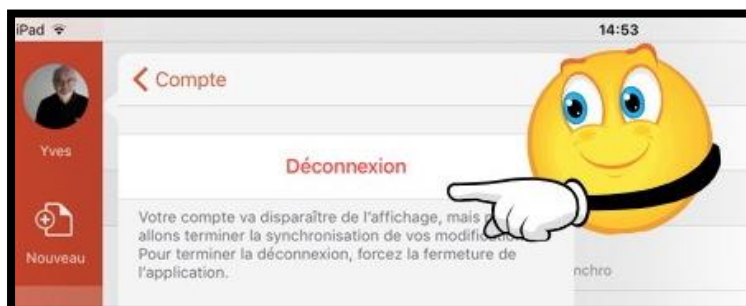 iPad 14:53
Compte
Yves
Déconnexion
Votre compte va disparaître de l'affichage, mais
allons terminer la synchronisation de vos
Pour terminer la déconnexion, forcez la fermeture de
l'application.
Nouveau
nchro